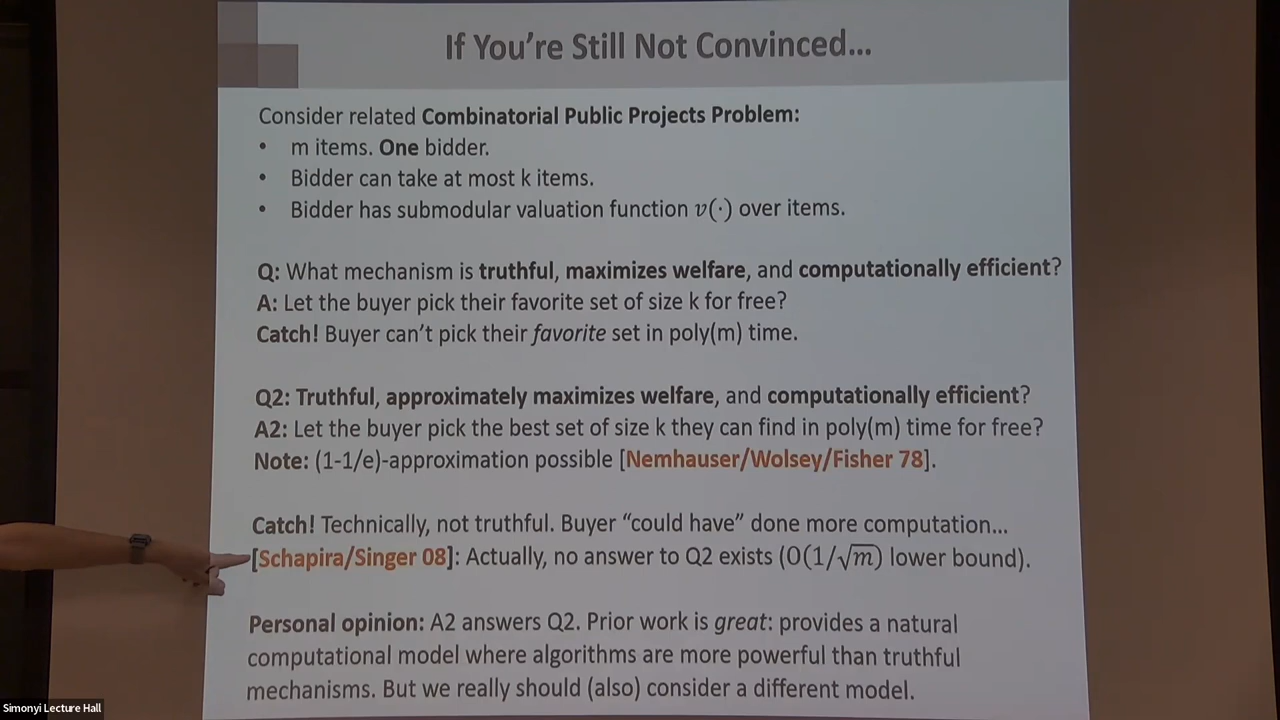 If You're Still Not Convinced...
Consider related Combinatorial Public Projects Problem:
• m items. One bidder.
• Bidder can take at most k items.
• Bidder has submodular valuation function v(·) over items.
Q: What mechanism is truthful, maximizes welfare, and computationally efficient?
A: Let the buyer pick their favorite set of size k for free?
Catch! Buyer can't pick their favorite set in poly(m) time.
Q2: Truthful, approximately maximizes welfare, and computationally efficient?
A2: Let the buyer pick the best set of size k they can find in poly(m) time for free?
Note: (1-1/e)-approximation possible [Nemhauser/Wolsey/Fisher 78].
Catch! Technically, not truthful. Buyer “could have” done more computation...
[Schapira/Singer 08]: Actually, no answer to Q2 exists (O(1/√m) lower bound).
Personal opinion: A2 answers Q2. Prior work is great: provides a natural
computational model where algorithms are more powerful than truthful
mechanisms. But we really should (also) consider a different model.
Simonyi Lecture Hall